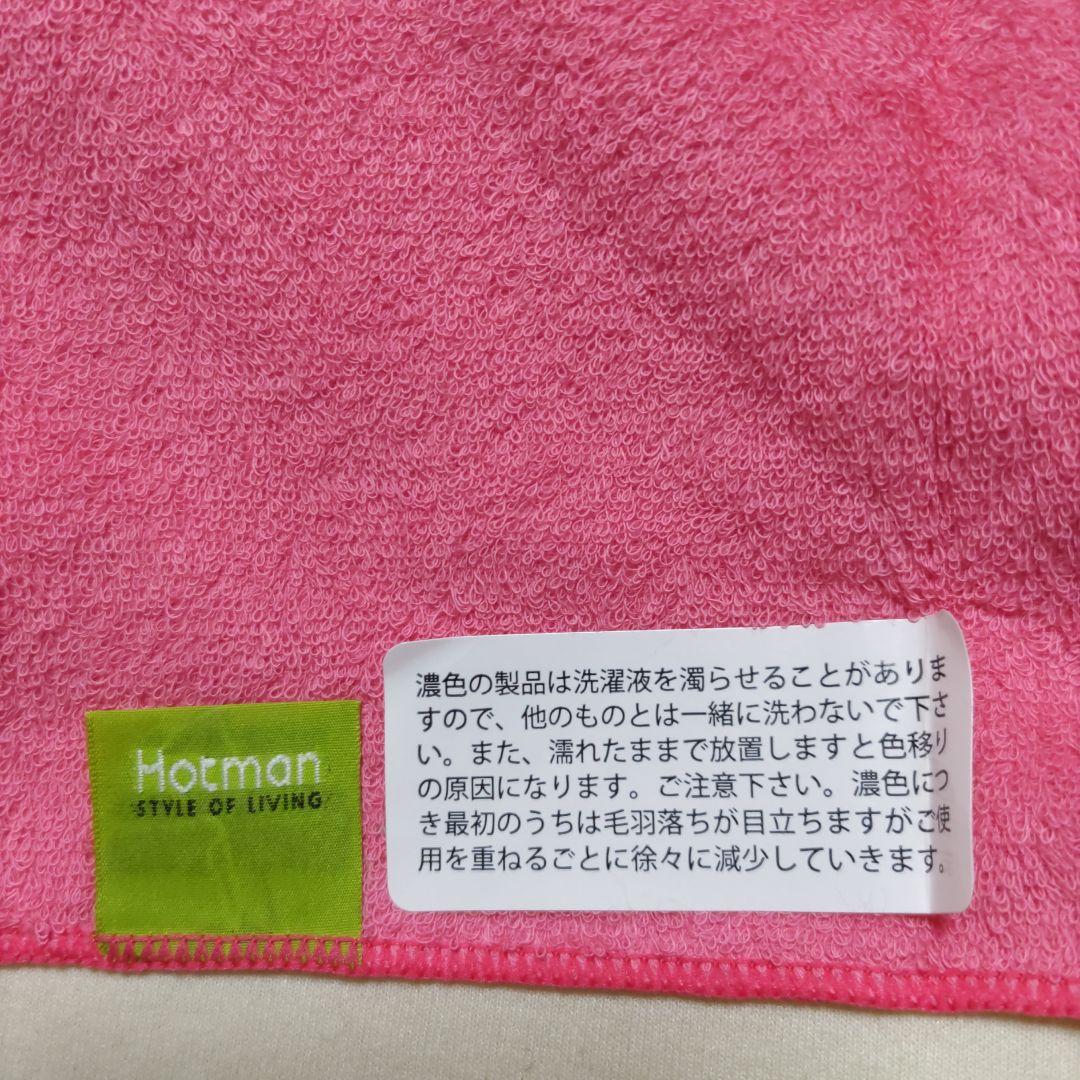 Hotman
STYLE OF LIVING
濃色の製品は洗濯液を濁らせることがありま
すので、他のものとは一緒に洗わないで下さ
い。また、濡れたままで放置しますと色移り
の原因になります。ご注意下さい。濃色につ
き最初のうちは毛羽落ちが目立ちますがご使
用を重ねるごとに徐々に減少していきます。